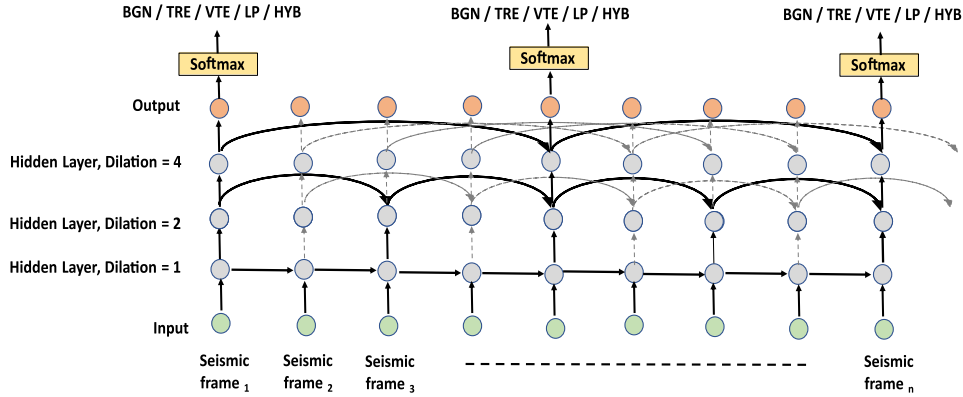 BGN / TRE / VTE / LP / HYB
BGN / TRE / VTE / LP / HYB
BGN / TRE / VTE / LP / HYB
Softmax
Softmax
Softmax
Output
Hidden Layer, Dilation = 4
Hidden Layer, Dilation = 2
Hidden Layer, Dilation = 1
Input
Seismic
frame 1
Seismic
frame 2
Seismic
frame 3
Seismic
frame n